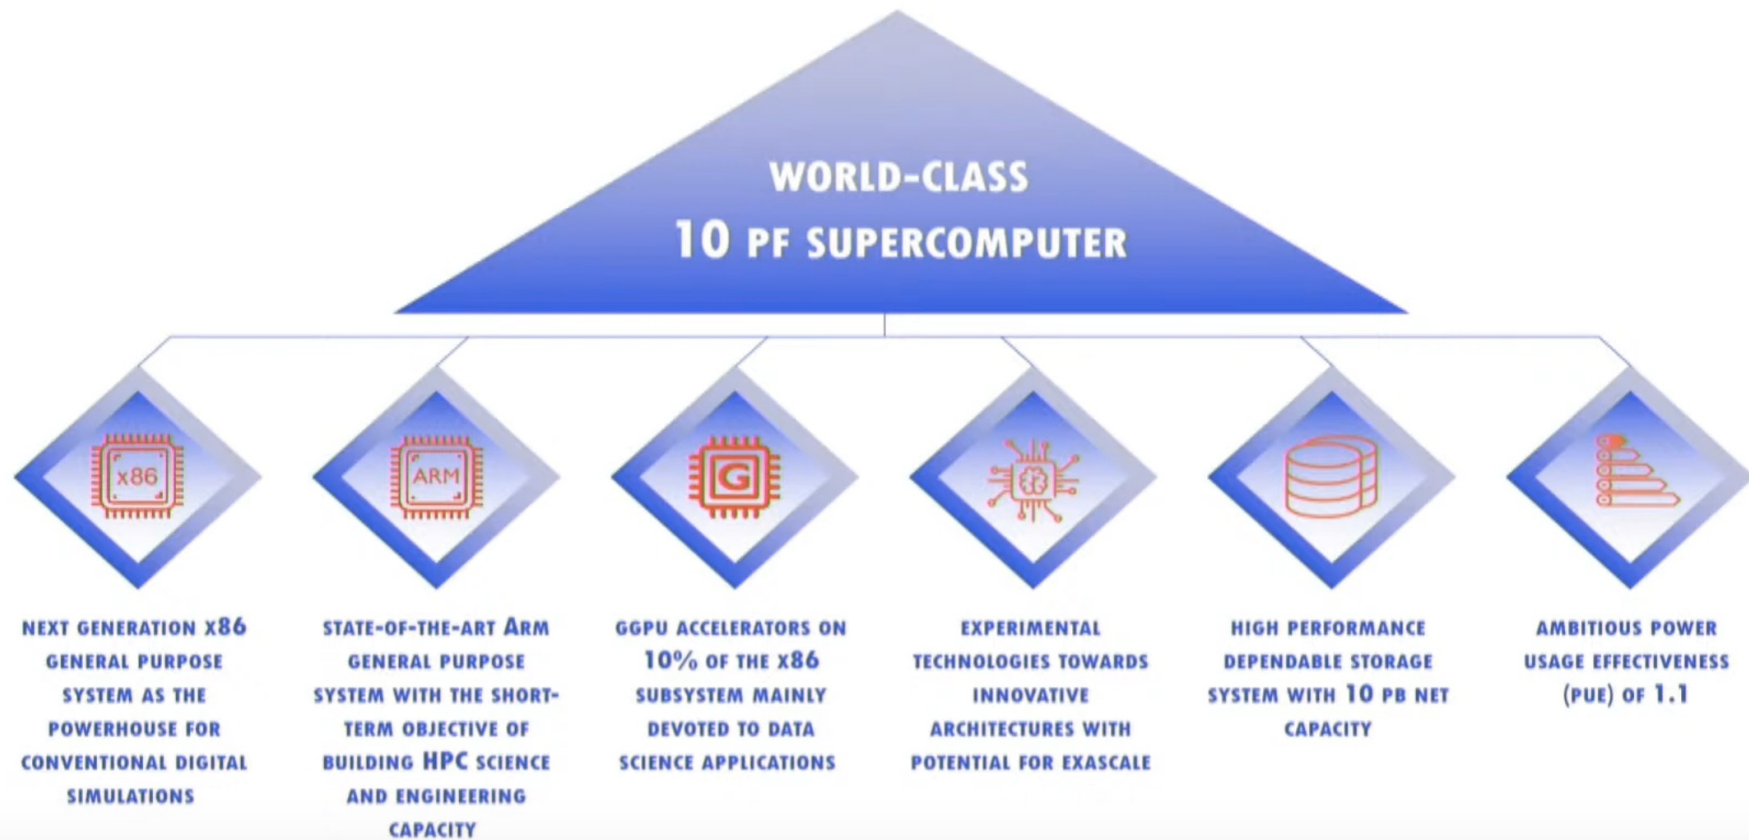 WORLD-CLASS
10 PF SUPERCOMPUTER
x86
ARM
G
NEXT GENERATION X86
GENERAL PURPOSE
SYSTEM AS THE
POWERHOUSE FOR
CONVENTIONAL DIGITAL
SIMULATIONS
STATE-OF-THE-ART ARM
GENERAL PURPOSE
SYSTEM WITH THE SHORT-
TERM OBJECTIVE OF
BUILDING HPC SCIENCE
AND ENGINEERING
CAPACITY
GGPU ACCELERATORS ON
10% OF THE X86
SUBSYSTEM MAINLY
DEVOTED TO DATA
SCIENCE APPLICATIONS
EXPERIMENTAL
TECHNOLOGIES TOWARDS
INNOVATIVE
ARCHITECTURES WITH
POTENTIAL FOR EXASCALE
HIGH PERFORMANCE
DEPENDABLE STORAGE
SYSTEM WITH 10 PB NET
CAPACITY
AMBITIOUS POWER
USAGE EFFECTIVENESS
(PUE) OF 1.1